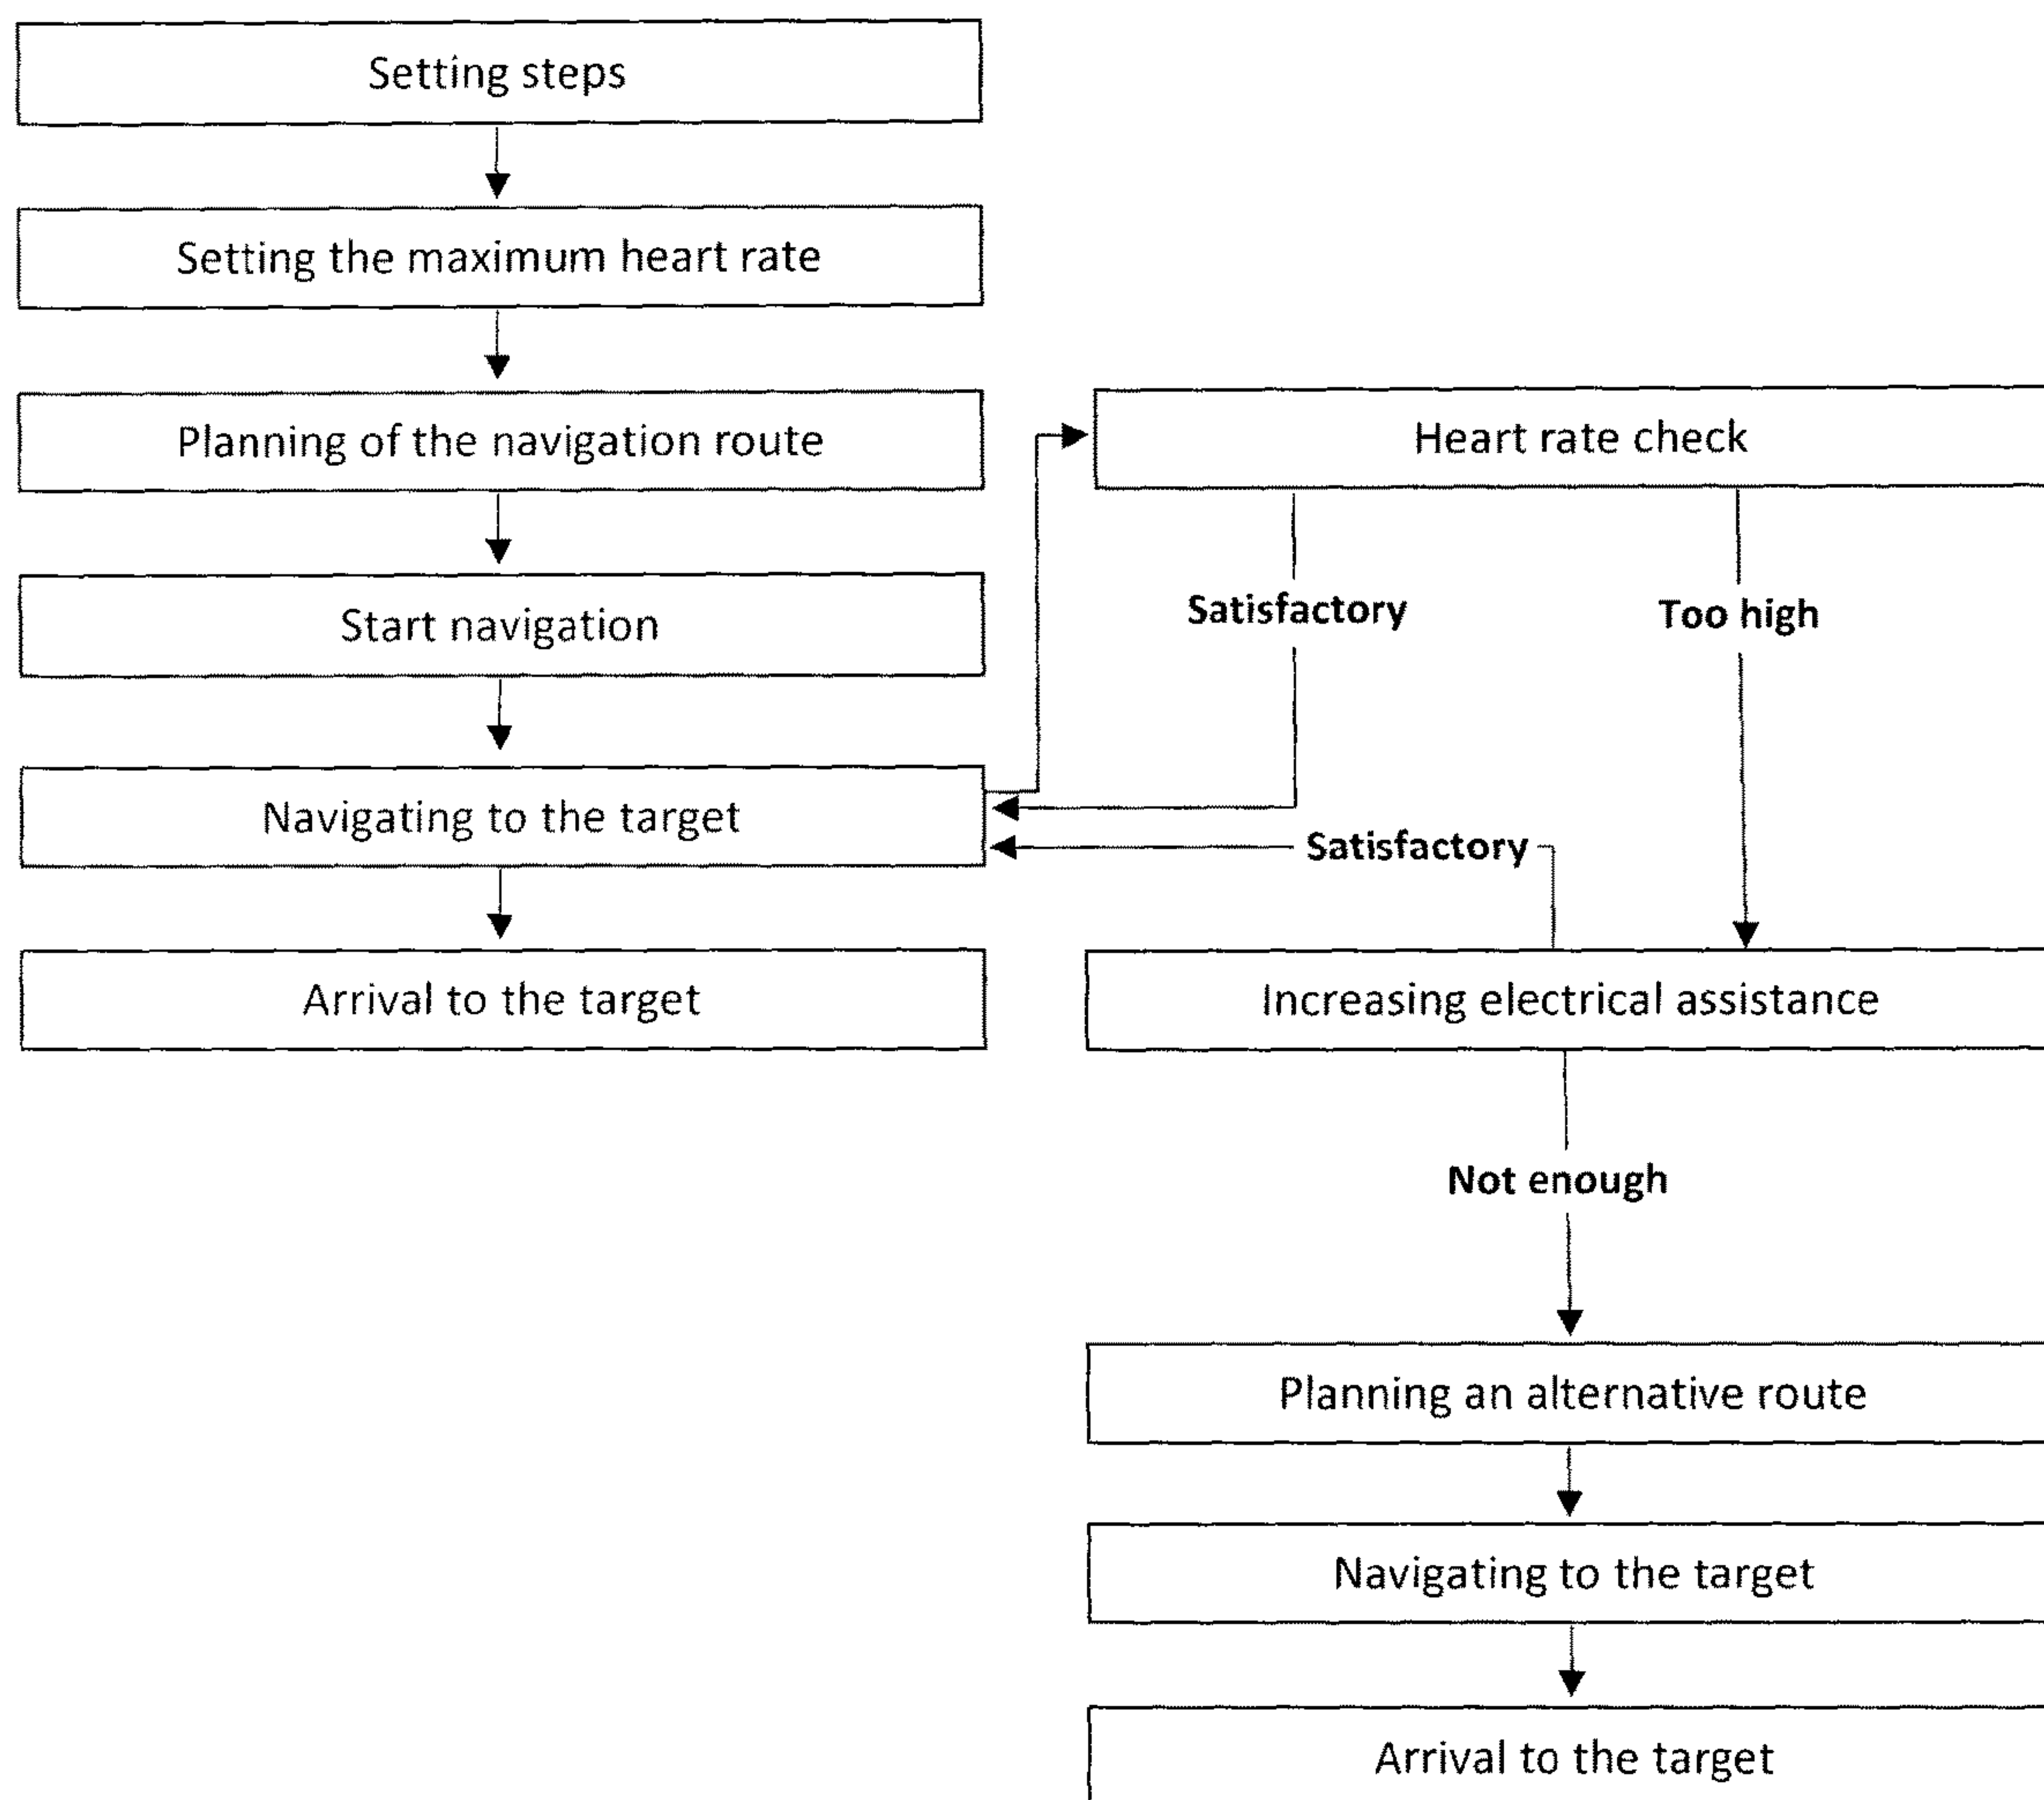 Setting steps
Setting the maximum heart rate
Planning of the navigation route
Start navigation
Navigating to the target
Arrival to the target
Heart rate check
Satisfactory
Too high
Satisfactory
Increasing electrical assistance
Not enough
Planning an alternative route
Navigating to the target
Arrival to the target